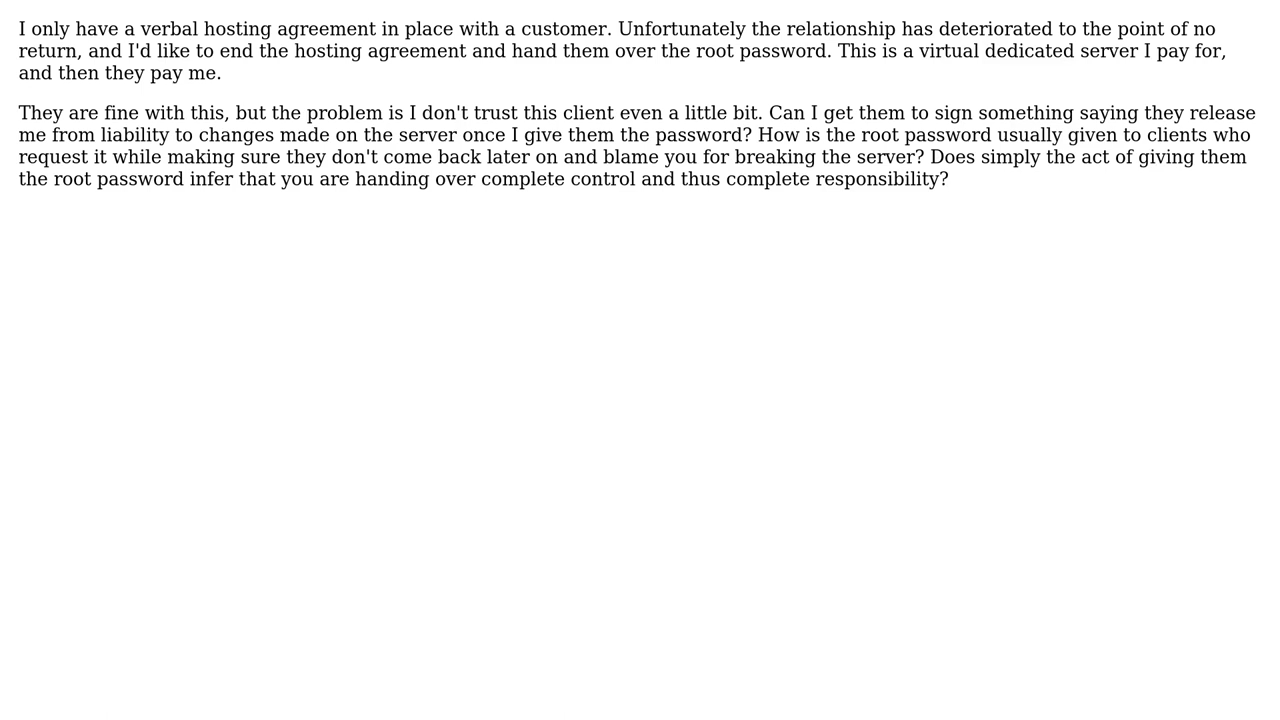 I only have a verbal hosting agreement in place with a customer. Unfortunately the relationship has deteriorated to the point of no
return, and I'd like to end the hosting agreement and hand them over the root password. This is a virtual dedicated server I pay for,
and then they pay me.
They are fine with this, but the problem is I don't trust this client even a little bit. Can I get them to sign something saying they release
me from liability to changes made on the server once I give them the password? How is the root password usually given to clients who
request it while making sure they don't come back later on and blame you for breaking the server? Does simply the act of giving them
the root password infer that you are handing over complete control and thus complete responsibility?